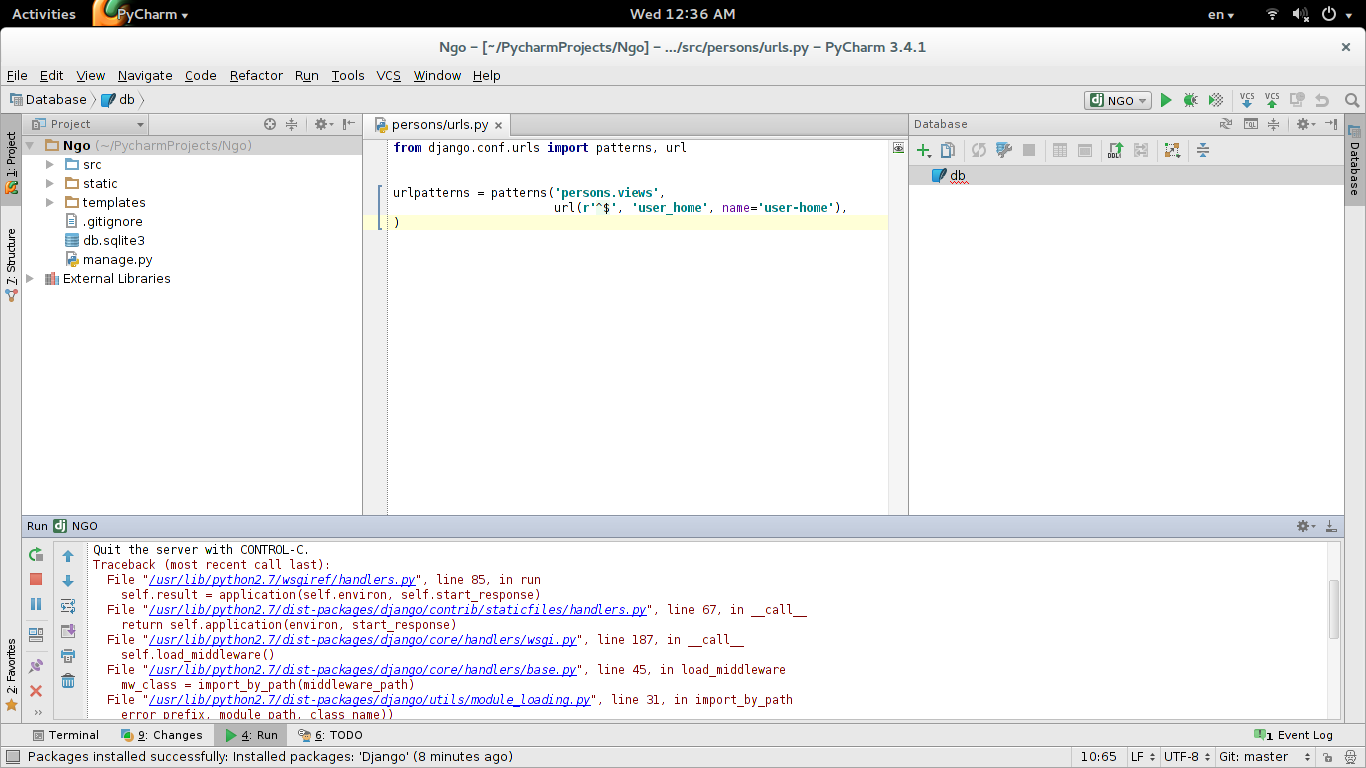 Activities PyCharm Wed 12:36 AM en
Ngo – [~/PycharmProjects/Ngo] – .../src/persons/urls.py – PyCharm 3.4.1
File Edit View Navigate Code Refactor Run Tools VCS Window Help
Database db NGO VCS VCS
1: Project
7: Structure
2: Favorites
Project
Ngo (~/PycharmProjects/Ngo)
src
static
templates
.gitignore
db.sqlite3
manage.py
External Libraries
persons/urls.py
from django.conf.urls import patterns, url
urlpatterns = patterns('persons.views',
url(r'^$', 'user_home', name='user-home'),
)
Database
DDL
db
Database
Run NGO
Quit the server with CONTROL-C.
Traceback (most recent call last):
File "/usr/lib/python2.7/wsgiref/handlers.py", line 85, in run
self.result = application(self.environ, self.start_response)
File "/usr/lib/python2.7/dist-packages/django/contrib/staticfiles/handlers.py", line 67, in __call__
return self.application(environ, start_response)
File "/usr/lib/python2.7/dist-packages/django/core/handlers/wsgi.py", line 187, in __call__
self.load_middleware()
File "/usr/lib/python2.7/dist-packages/django/core/handlers/base.py", line 45, in load_middleware
mw_class = import_by_path(middleware_path)
File "/usr/lib/python2.7/dist-packages/django/utils/module_loading.py", line 31, in import_by_path
error_prefix, module_path, class_name))
Terminal 9: Changes 4: Run 6: TODO 1 Event Log
Packages installed successfully: Installed packages: 'Django' (8 minutes ago) 10:65 LF UTF-8 Git: master